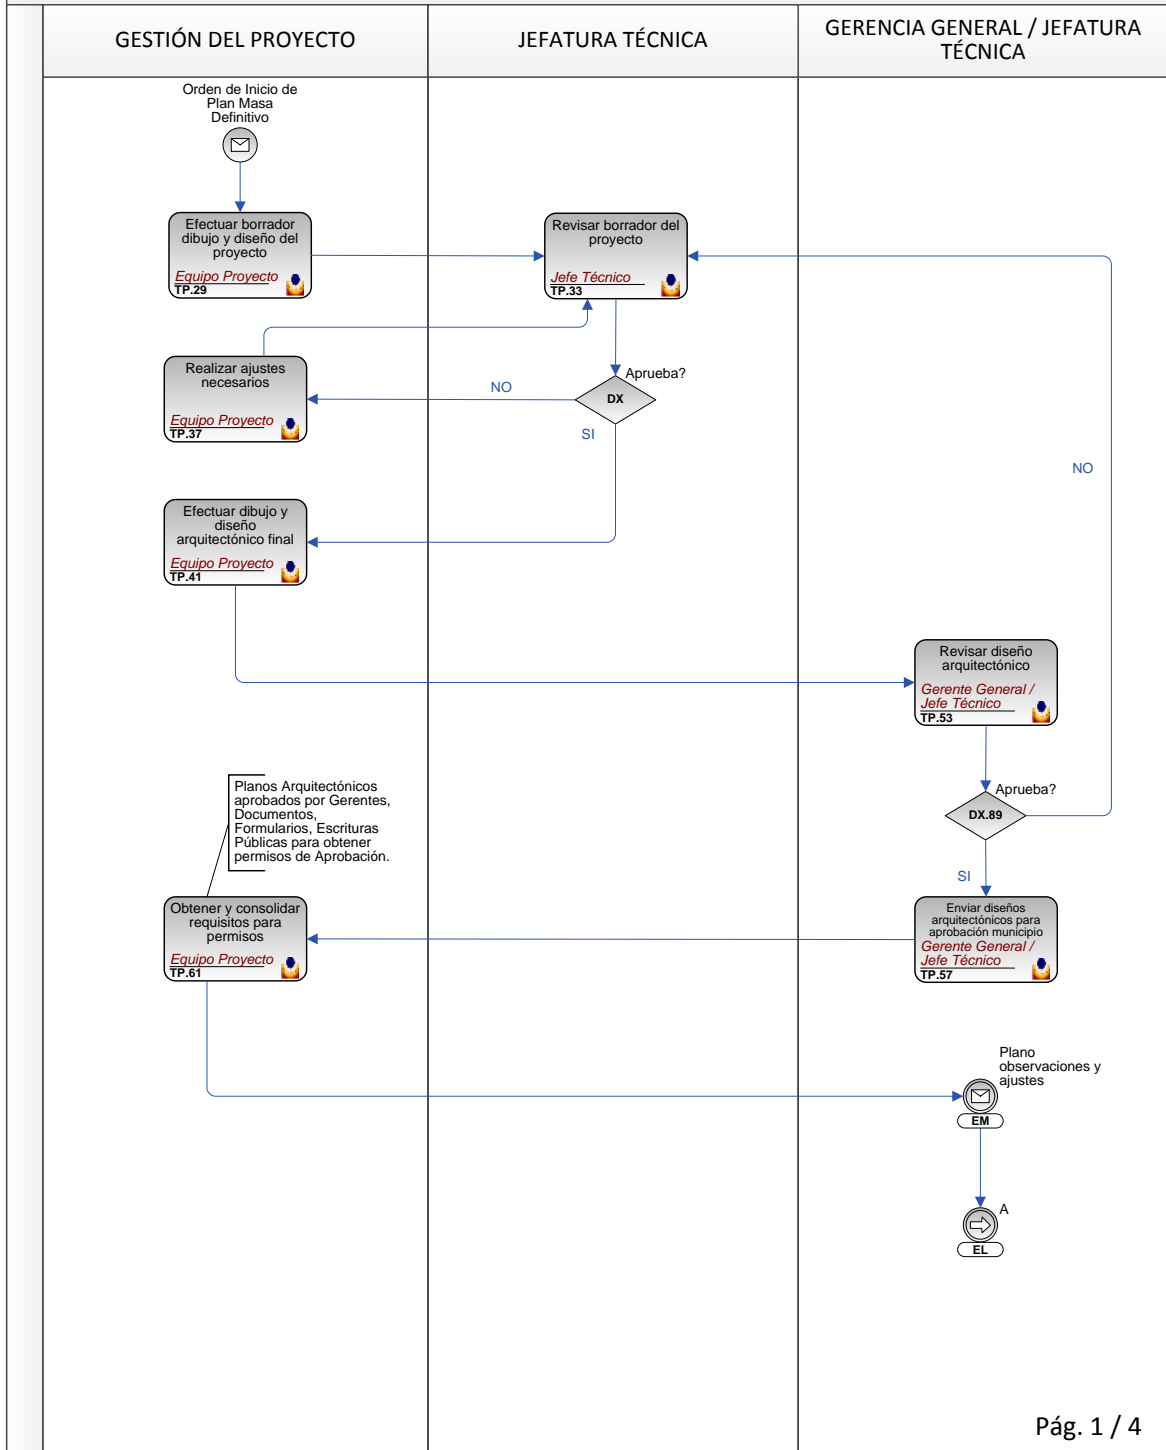 GESTIÓN DEL PROYECTO
JEFATURA TÉCNICA
GERENCIA GENERAL / JEFATURA
TÉCNICA
Orden de Inicio de
Plan Masa
Definitivo
Efectuar borrador
dibujo y diseño del
proyecto
Equipo Proyecto
TP.29
Revisar borrador del
proyecto
Jefe Técnico
TP.33
Realizar ajustes
necesarios
Equipo Proyecto
TP.37
NO
Aprueba?
DX
SI
NO
Efectuar dibujo y
diseño
arquitectónico final
Equipo Proyecto
TP.41
Revisar diseño
arquitectónico
Gerente General /
Jefe Técnico
TP.53
Aprueba?
DX.89
SI
Planos Arquitectónicos
aprobados por Gerentes,
Documentos,
Formularios, Escrituras
Públicas para obtener
permisos de Aprobación.
Obtener y consolidar
requisitos para
permisos
Equipo Proyecto
TP.61
Enviar diseños
arquitectónicos para
aprobación municipio
Gerente General /
Jefe Técnico
TP.57
Plano
observaciones y
ajustes
EM
A
EL
Pág. 1 / 4